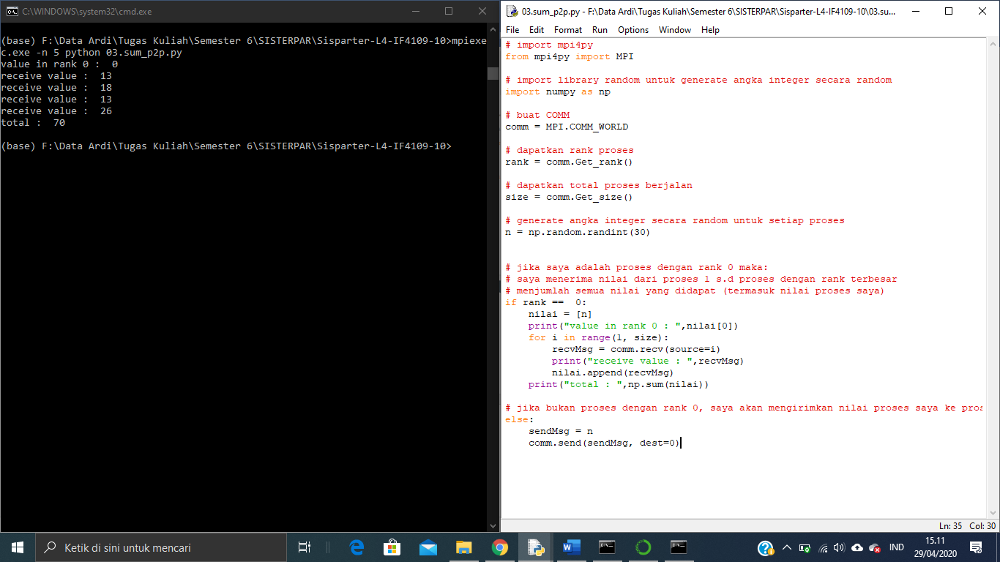 C:\WINDOWS\system32\cmd.exe
(base) F:\Data Ardi\Tugas Kuliah\Semester 6\SISTERPAR\Sisparter-L4-IF4109-10>mpiexe
c.exe -n 5 python 03.sum_p2p.py
value in rank 0 :  0
receive value :  13
receive value :  18
receive value :  13
receive value :  26
total :  70
(base) F:\Data Ardi\Tugas Kuliah\Semester 6\SISTERPAR\Sisparter-L4-IF4109-10>
03.sum_p2p.py - F:\Data Ardi\Tugas Kuliah\Semester 6\SISTERPAR\Sisparter-L4-IF4109-10\03.su...
File Edit Format Run Options Window Help
# import mpi4py
from mpi4py import MPI
# import library random untuk generate angka integer secara random
import numpy as np
# buat COMM
comm = MPI.COMM_WORLD
# dapatkan rank proses
rank = comm.Get_rank()
# dapatkan total proses berjalan
size = comm.Get_size()
# generate angka integer secara random untuk setiap proses
n = np.random.randint(30)
# jika saya adalah proses dengan rank 0 maka:
# saya menerima nilai dari proses 1 s.d proses dengan rank terbesar
# menjumlah semua nilai yang didapat (termasuk nilai proses saya)
if rank ==  0:
    nilai = [n]
    print("value in rank 0 : ",nilai[0])
    for i in range(1, size):
        recvMsg = comm.recv(source=i)
        print("receive value : ",recvMsg)
        nilai.append(recvMsg)
    print("total : ",np.sum(nilai))
# jika bukan proses dengan rank 0, saya akan mengirimkan nilai proses saya ke pros
else:
    sendMsg = n
    comm.send(sendMsg, dest=0)
Ln: 35 Col: 30
Ketik di sini untuk mencari
IND
15.11
29/04/2020